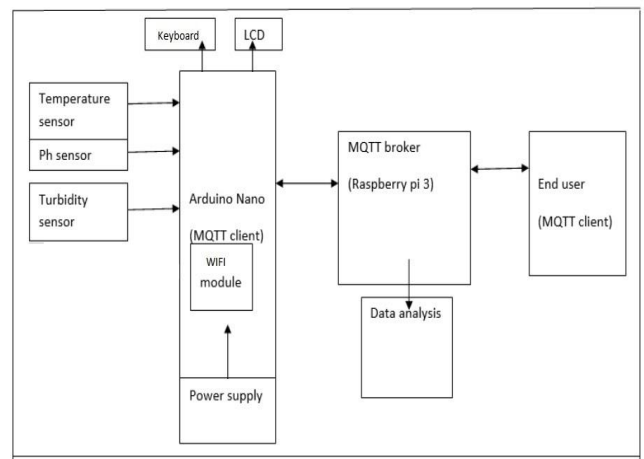 Keyboard
LCD
Temperature
sensor
Ph sensor
Turbidity
sensor
Arduino Nano
(MQTT client)
WIFI
module
Power supply
MQTT broker
(Raspberry pi 3)
Data analysis
End user
(MQTT client)